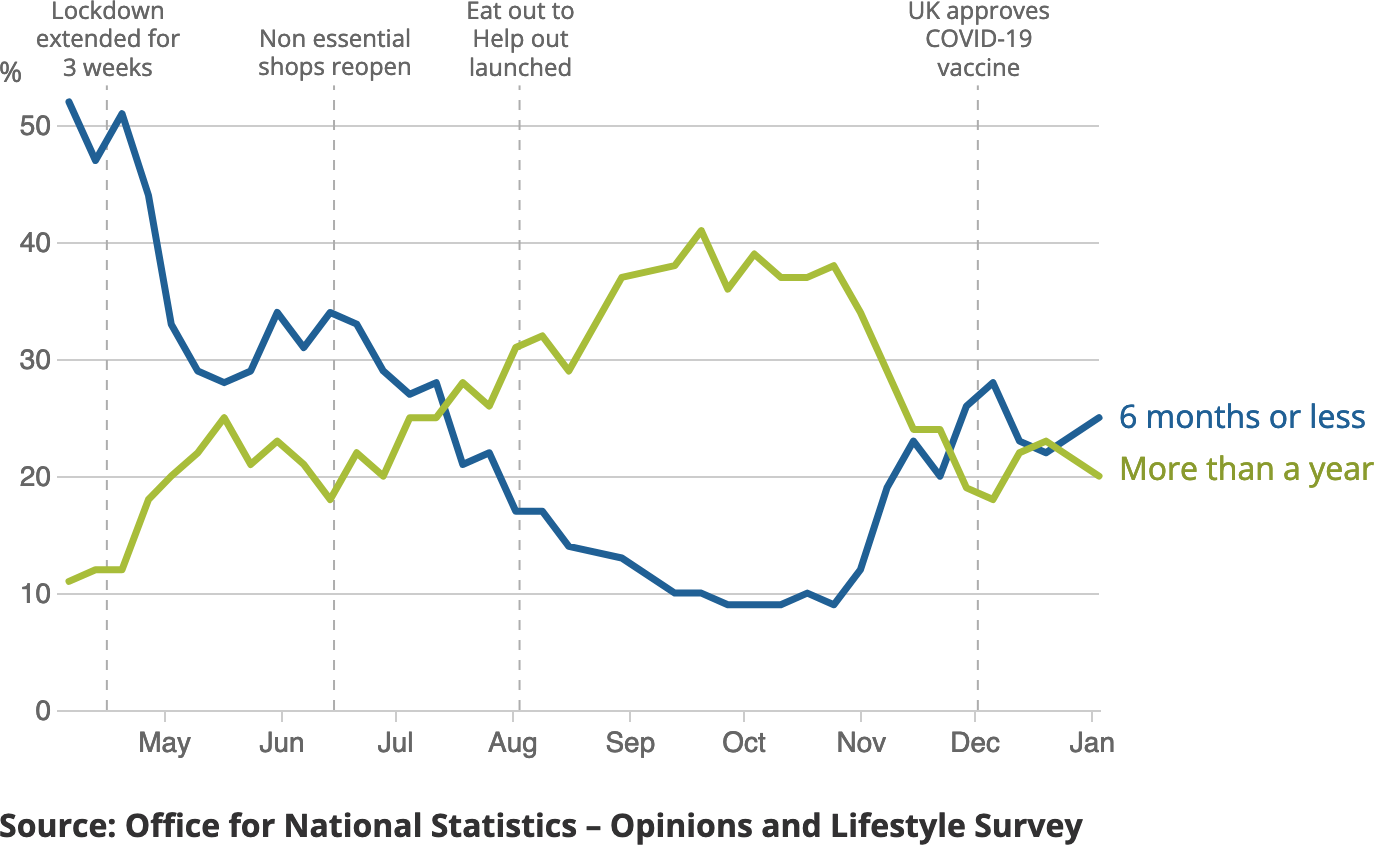 Lockdown
extended for
3 weeks
Non essential
shops reopen
Eat out to
Help out
launched
UK approves
COVID-19
vaccine
%
50
40
30
20
10
0
6 months or less
More than a year
May Jun Jul Aug Sep Oct Nov Dec Jan
Source: Office for National Statistics – Opinions and Lifestyle Survey